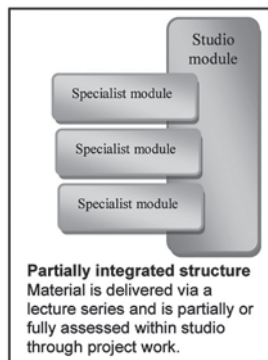 Studio
module
Specialist module
Specialist module
Specialist module
Partially integrated structure
Material is delivered via a
lecture series and is partially or
fully assessed within studio
through project work.